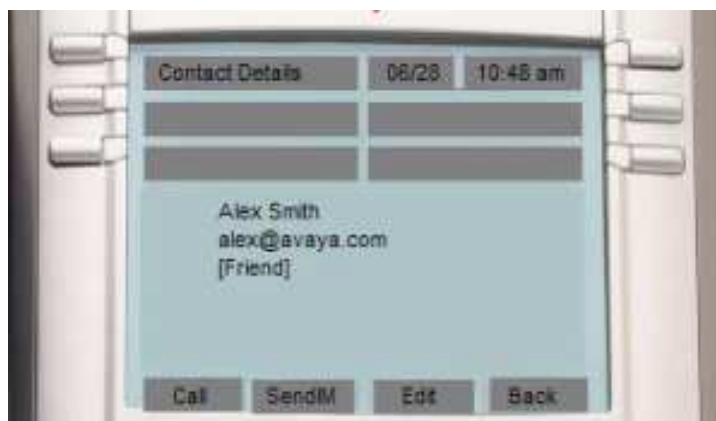 Contact Details 06/28 10:48 am
Alex Smith
alex@avaya.com
[Friend]
Call SendIM Edit Back